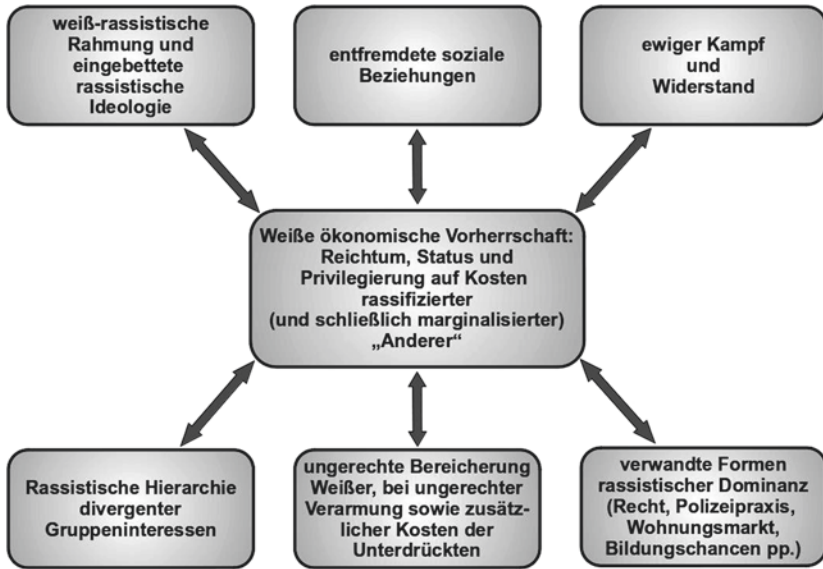 weiß-rassistische
Rahmung und
eingebettete
rassistische
Ideologie
entfremdete soziale
Beziehungen
ewiger Kampf
und
Widerstand
Weiße ökonomische Vorherrschaft:
Reichtum, Status und
Privilegierung auf Kosten
rassifizierter
(und schließlich marginalisierter)
„Anderer“
Rassistische Hierarchie
divergenter
Gruppeninteressen
ungerechte Bereicherung
Weißer, bei ungerechter
Verarmung sowie zusätz-
licher Kosten der
Unterdrückten
verwandte Formen
rassistischer Dominanz
(Recht, Polizeipraxis,
Wohnungsmarkt,
Bildungschancen pp.)